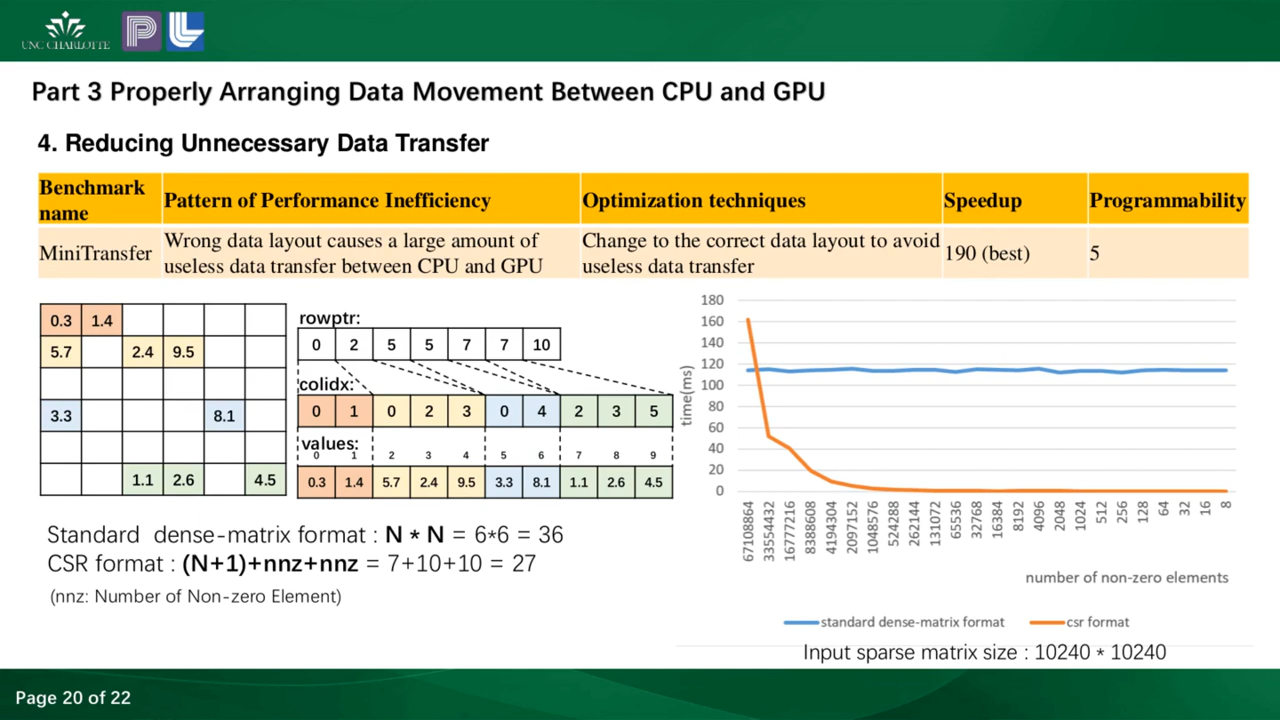 UNC CHARLOTTE
Part 3 Properly Arranging Data Movement Between CPU and GPU
4. Reducing Unnecessary Data Transfer
Benchmark name
Pattern of Performance Inefficiency
Optimization techniques
Speedup
Programmability
MiniTransfer
Wrong data layout causes a large amount of
useless data transfer between CPU and GPU
Change to the correct data layout to avoid
useless data transfer
190 (best)
5
0.3 1.4
5.7 2.4 9.5
3.3 8.1
1.1 2.6 4.5
rowptr:
0 2 5 5 7 7 10
colidx:
0 1 0 2 3 0 4 2 3 5
values:
0 1 2 3 4 5 6 7 8 9
0.3 1.4 5.7 2.4 9.5 3.3 8.1 1.1 2.6 4.5
Standard dense-matrix format : N * N = 6*6 = 36
CSR format : (N+1)+nnz+nnz = 7+10+10 = 27
(nnz: Number of Non-zero Element)
time(ms)
180
160
140
120
100
80
60
40
20
0
67108864
33554432
16777216
8388608
4194304
2097152
1048576
524288
262144
131072
65536
32768
16384
8192
4096
2048
1024
512
256
128
64
32
16
8
number of non-zero elements
standard dense-matrix format
csr format
Input sparse matrix size : 10240 * 10240
Page 20 of 22